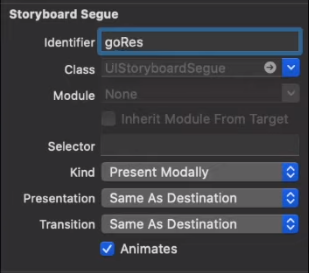 Storyboard Segue
Identifier goRes
Class UIStoryboardSegue
Module None
Inherit Module From Target
Selector
Kind Present Modally
Presentation Same As Destination
Transition Same As Destination
Animates